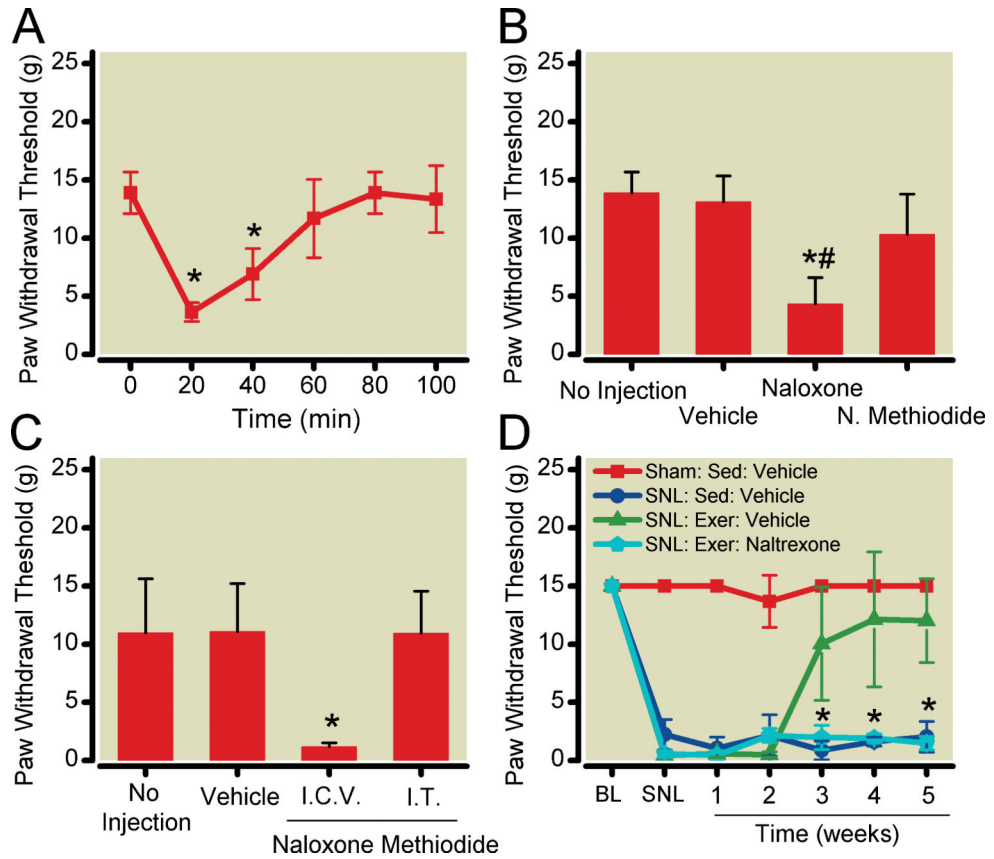 A
Paw Withdrawal Threshold (g)
25
20
15
10
5
0
*
*
0 20 40 60 80 100
Time (min)
B
Paw Withdrawal Threshold (g)
25
20
15
10
5
0
*#
No Injection
Vehicle
Naloxone
N. Methiodide
C
Paw Withdrawal Theshold (g)
25
20
15
10
5
0
*
No
Injection
Vehicle
I.C.V.
I.T.
Naloxone Methiodide
D
Paw Withdrawal Theshold (g)
25
20
15
10
5
0
Sham: Sed: Vehicle
SNL: Sed: Vehicle
SNL: Exer: Vehicle
SNL: Exer: Naltrexone
* * *
BL SNL 1 2 3 4 5
Time (weeks)